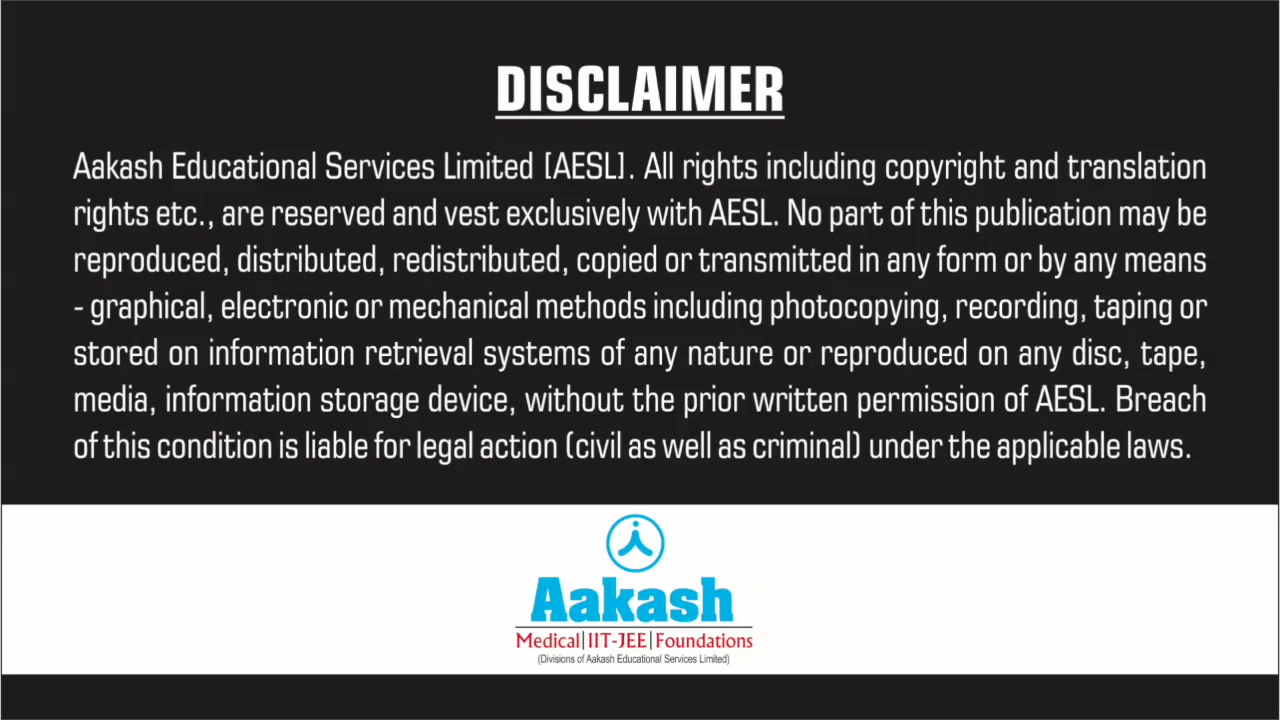 DISCLAIMER
Aakash Educational Services Limited [AESL]. All rights including copyright and translation
rights etc., are reserved and vest exclusively with AESL. No part of this publication may be
reproduced, distributed, redistributed, copied or transmitted in any form or by any means
- graphical, electronic or mechanical methods including photocopying, recording, taping or
stored on information retrieval systems of any nature or reproduced on any disc, tape,
media, information storage device, without the prior written permission of AESL. Breach
of this condition is liable for legal action (civil as well as criminal) under the applicable laws.
Aakash
Medical|IIT-JEE|Foundations
(Divisions of Aakash Educational Services Limited)